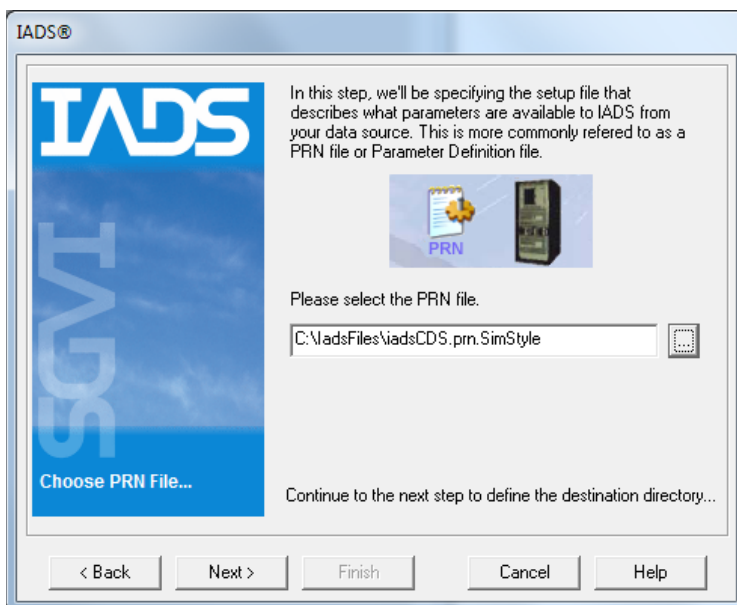 IADS®
IADS
In this step, we'll be specifying the setup file that
describes what parameters are available to IADS from
your data source. This is more commonly refered to as a
PRN file or Parameter Definition file.
PRN
IADS
Please select the PRN file.
C:\IadsFiles\iadsCDS.prn.SimStyle
...
Choose PRN File...
Continue to the next step to define the destination directory...
< Back Next > Finish Cancel Help